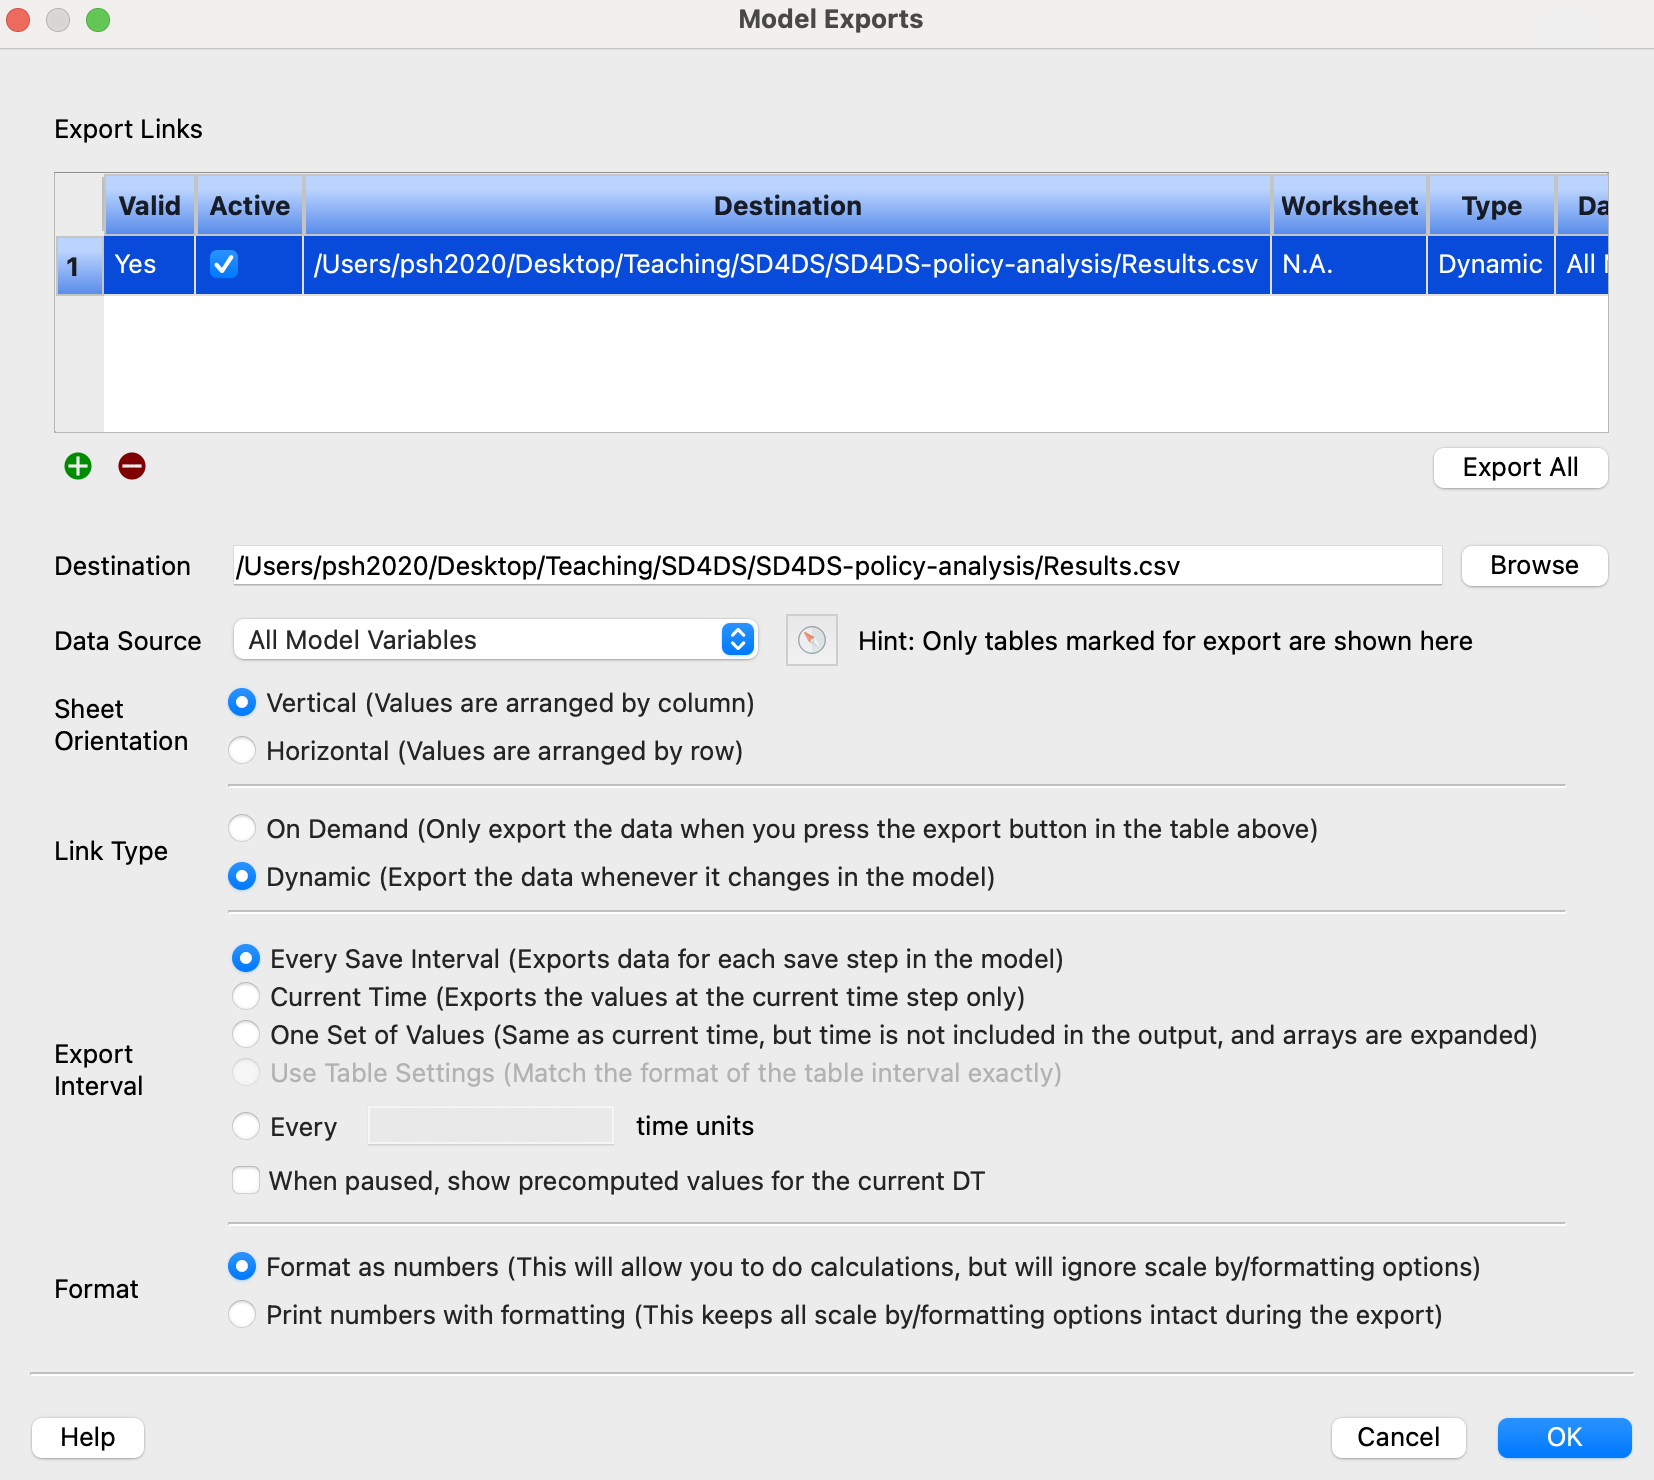 Model Exports
Export Links
Valid Active Destination Worksheet Type Da
1 Yes /Users/psh2020/Desktop/Teaching/SD4DS/SD4DS-policy-analysis/Results.csv N.A. Dynamic All
Export All
Destination /Users/psh2020/Desktop/Teaching/SD4DS/SD4DS-policy-analysis/Results.csv Browse
Data Source All Model Variables Hint: Only tables marked for export are shown here
Sheet
Orientation
Vertical (Values are arranged by column)
Horizontal (Values are arranged by row)
Link Type
On Demand (Only export the data when you press the export button in the table above)
Dynamic (Export the data whenever it changes in the model)
Export
Interval
Every Save Interval (Exports data for each save step in the model)
Current Time (Exports the values at the current time step only)
One Set of Values (Same as current time, but time is not included in the output, and arrays are expanded)
Use Table Settings (Match the format of the table interval exactly)
Every time units
When paused, show precomputed values for the current DT
Format
Format as numbers (This will allow you to do calculations, but will ignore scale by/formatting options)
Print numbers with formatting (This keeps all scale by/formatting options intact during the export)
Help Cancel OK